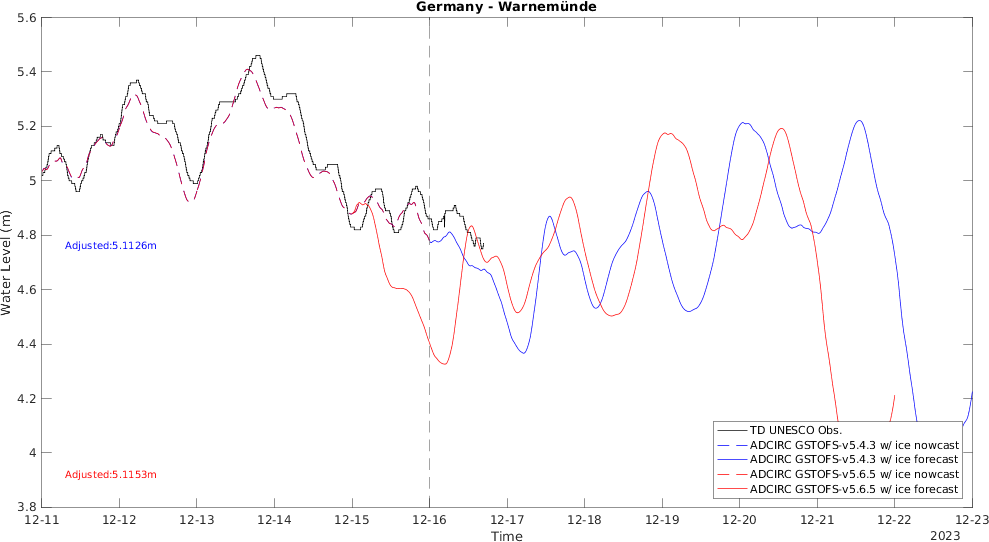 Germany - Warnemünde
Water Level (m)
5.6
5.4
5.2
5
4.8
4.6
4.4
4.2
4
3.8
Adjusted:5.1126m
Adjusted:5.1153m
TD UNESCO Obs.
ADCIRC GSTOFS-v5.4.3 w/ ice nowcast
ADCIRC GSTOFS-v5.4.3 w/ ice forecast
ADCIRC GSTOFS-v5.6.5 w/ ice nowcast
ADCIRC GSTOFS-v5.6.5 w/ ice forecast
12-11 12-12 12-13 12-14 12-15 12-16 12-17 12-18 12-19 12-20 12-21 12-22 12-23
Time
2023